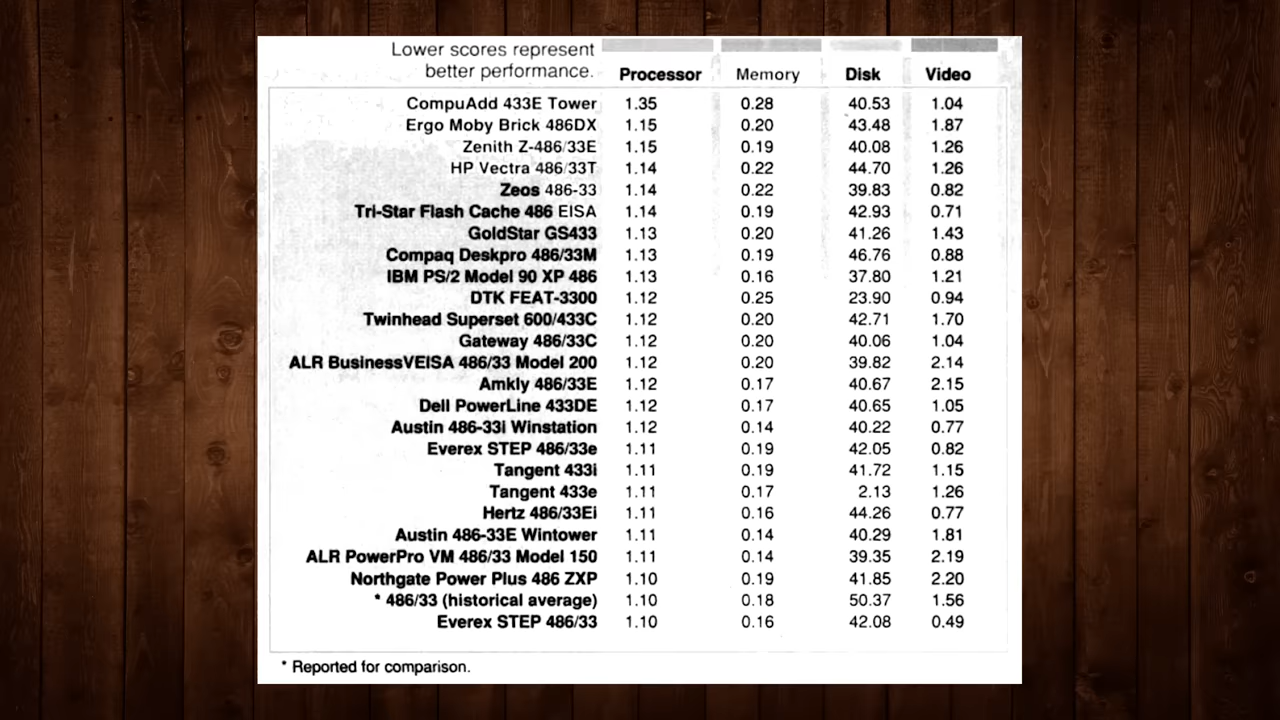 Lower scores represent
better performance.
Processor Memory Disk Video
CompuAdd 433E Tower 1.35 0.28 40.53 1.04
Ergo Moby Brick 486DX 1.15 0.20 43.48 1.87
Zenith Z-486/33E 1.15 0.19 40.08 1.26
HP Vectra 486/33T 1.14 0.22 44.70 1.26
Zeos 486-33 1.14 0.22 39.83 0.82
Tri-Star Flash Cache 486 EISA 1.14 0.19 42.93 0.71
GoldStar GS433 1.13 0.20 41.26 1.43
Compaq Deskpro 486/33M 1.13 0.19 46.76 0.88
IBM PS/2 Model 90 XP 486 1.13 0.16 37.80 1.21
DTK FEAT-3300 1.12 0.25 23.90 0.94
Twinhead Superset 600/433C 1.12 0.20 42.71 1.70
Gateway 486/33C 1.12 0.20 40.06 1.04
ALR BusinessVEISA 486/33 Model 200 1.12 0.20 39.82 2.14
Amkly 486/33E 1.12 0.17 40.67 2.15
Dell PowerLine 433DE 1.12 0.17 40.65 1.05
Austin 486-33i Winstation 1.12 0.14 40.22 0.77
Everex STEP 486/33e 1.11 0.19 42.05 0.82
Tangent 433i 1.11 0.19 41.72 1.15
Tangent 433e 1.11 0.17 2.13 1.26
Hertz 486/33Ei 1.11 0.16 44.26 0.77
Austin 486-33E Wintower 1.11 0.14 40.29 1.81
ALR PowerPro VM 486/33 Model 150 1.11 0.14 39.35 2.19
Northgate Power Plus 486 ZXP 1.10 0.19 41.85 2.20
* 486/33 (historical average) 1.10 0.18 50.37 1.56
Everex STEP 486/33 1.10 0.16 42.08 0.49
* Reported for comparison.